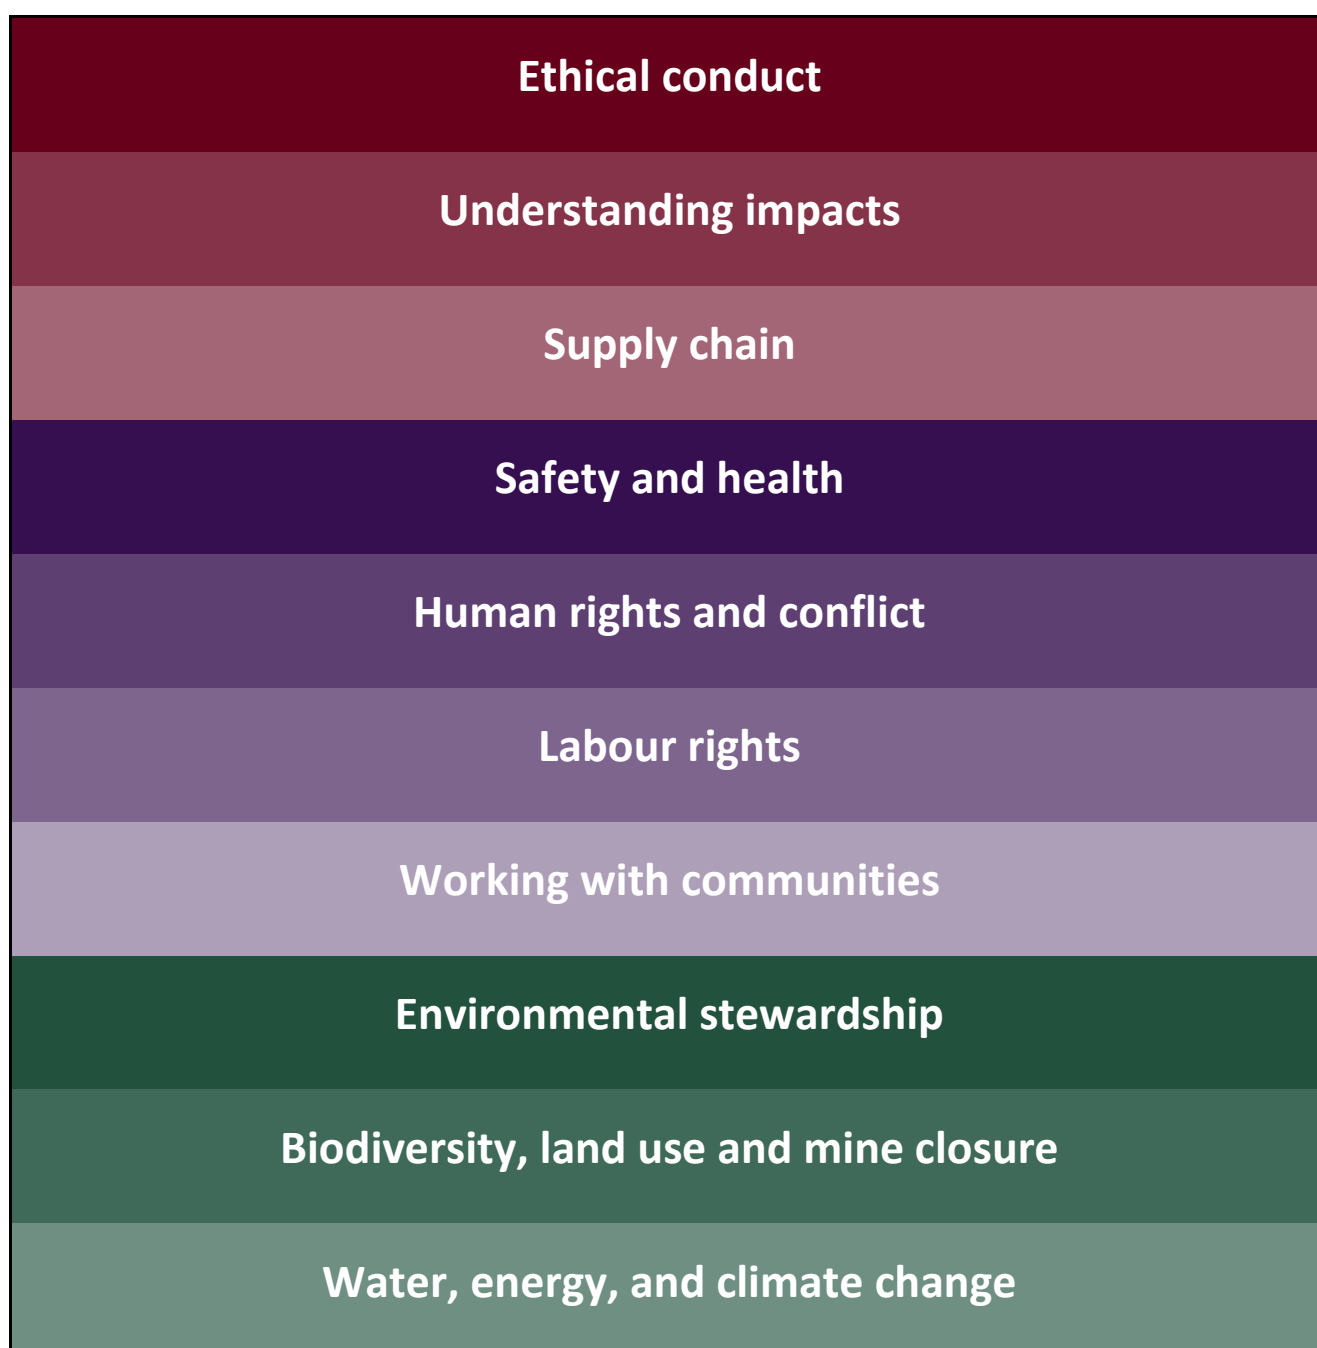 Ethical conduct
Understanding impacts
Supply chain
Safety and health
Human rights and conflict
Labour rights
Working with communities
Environmental stewardship
Biodiversity, land use and mine closure
Water, energy, and climate change